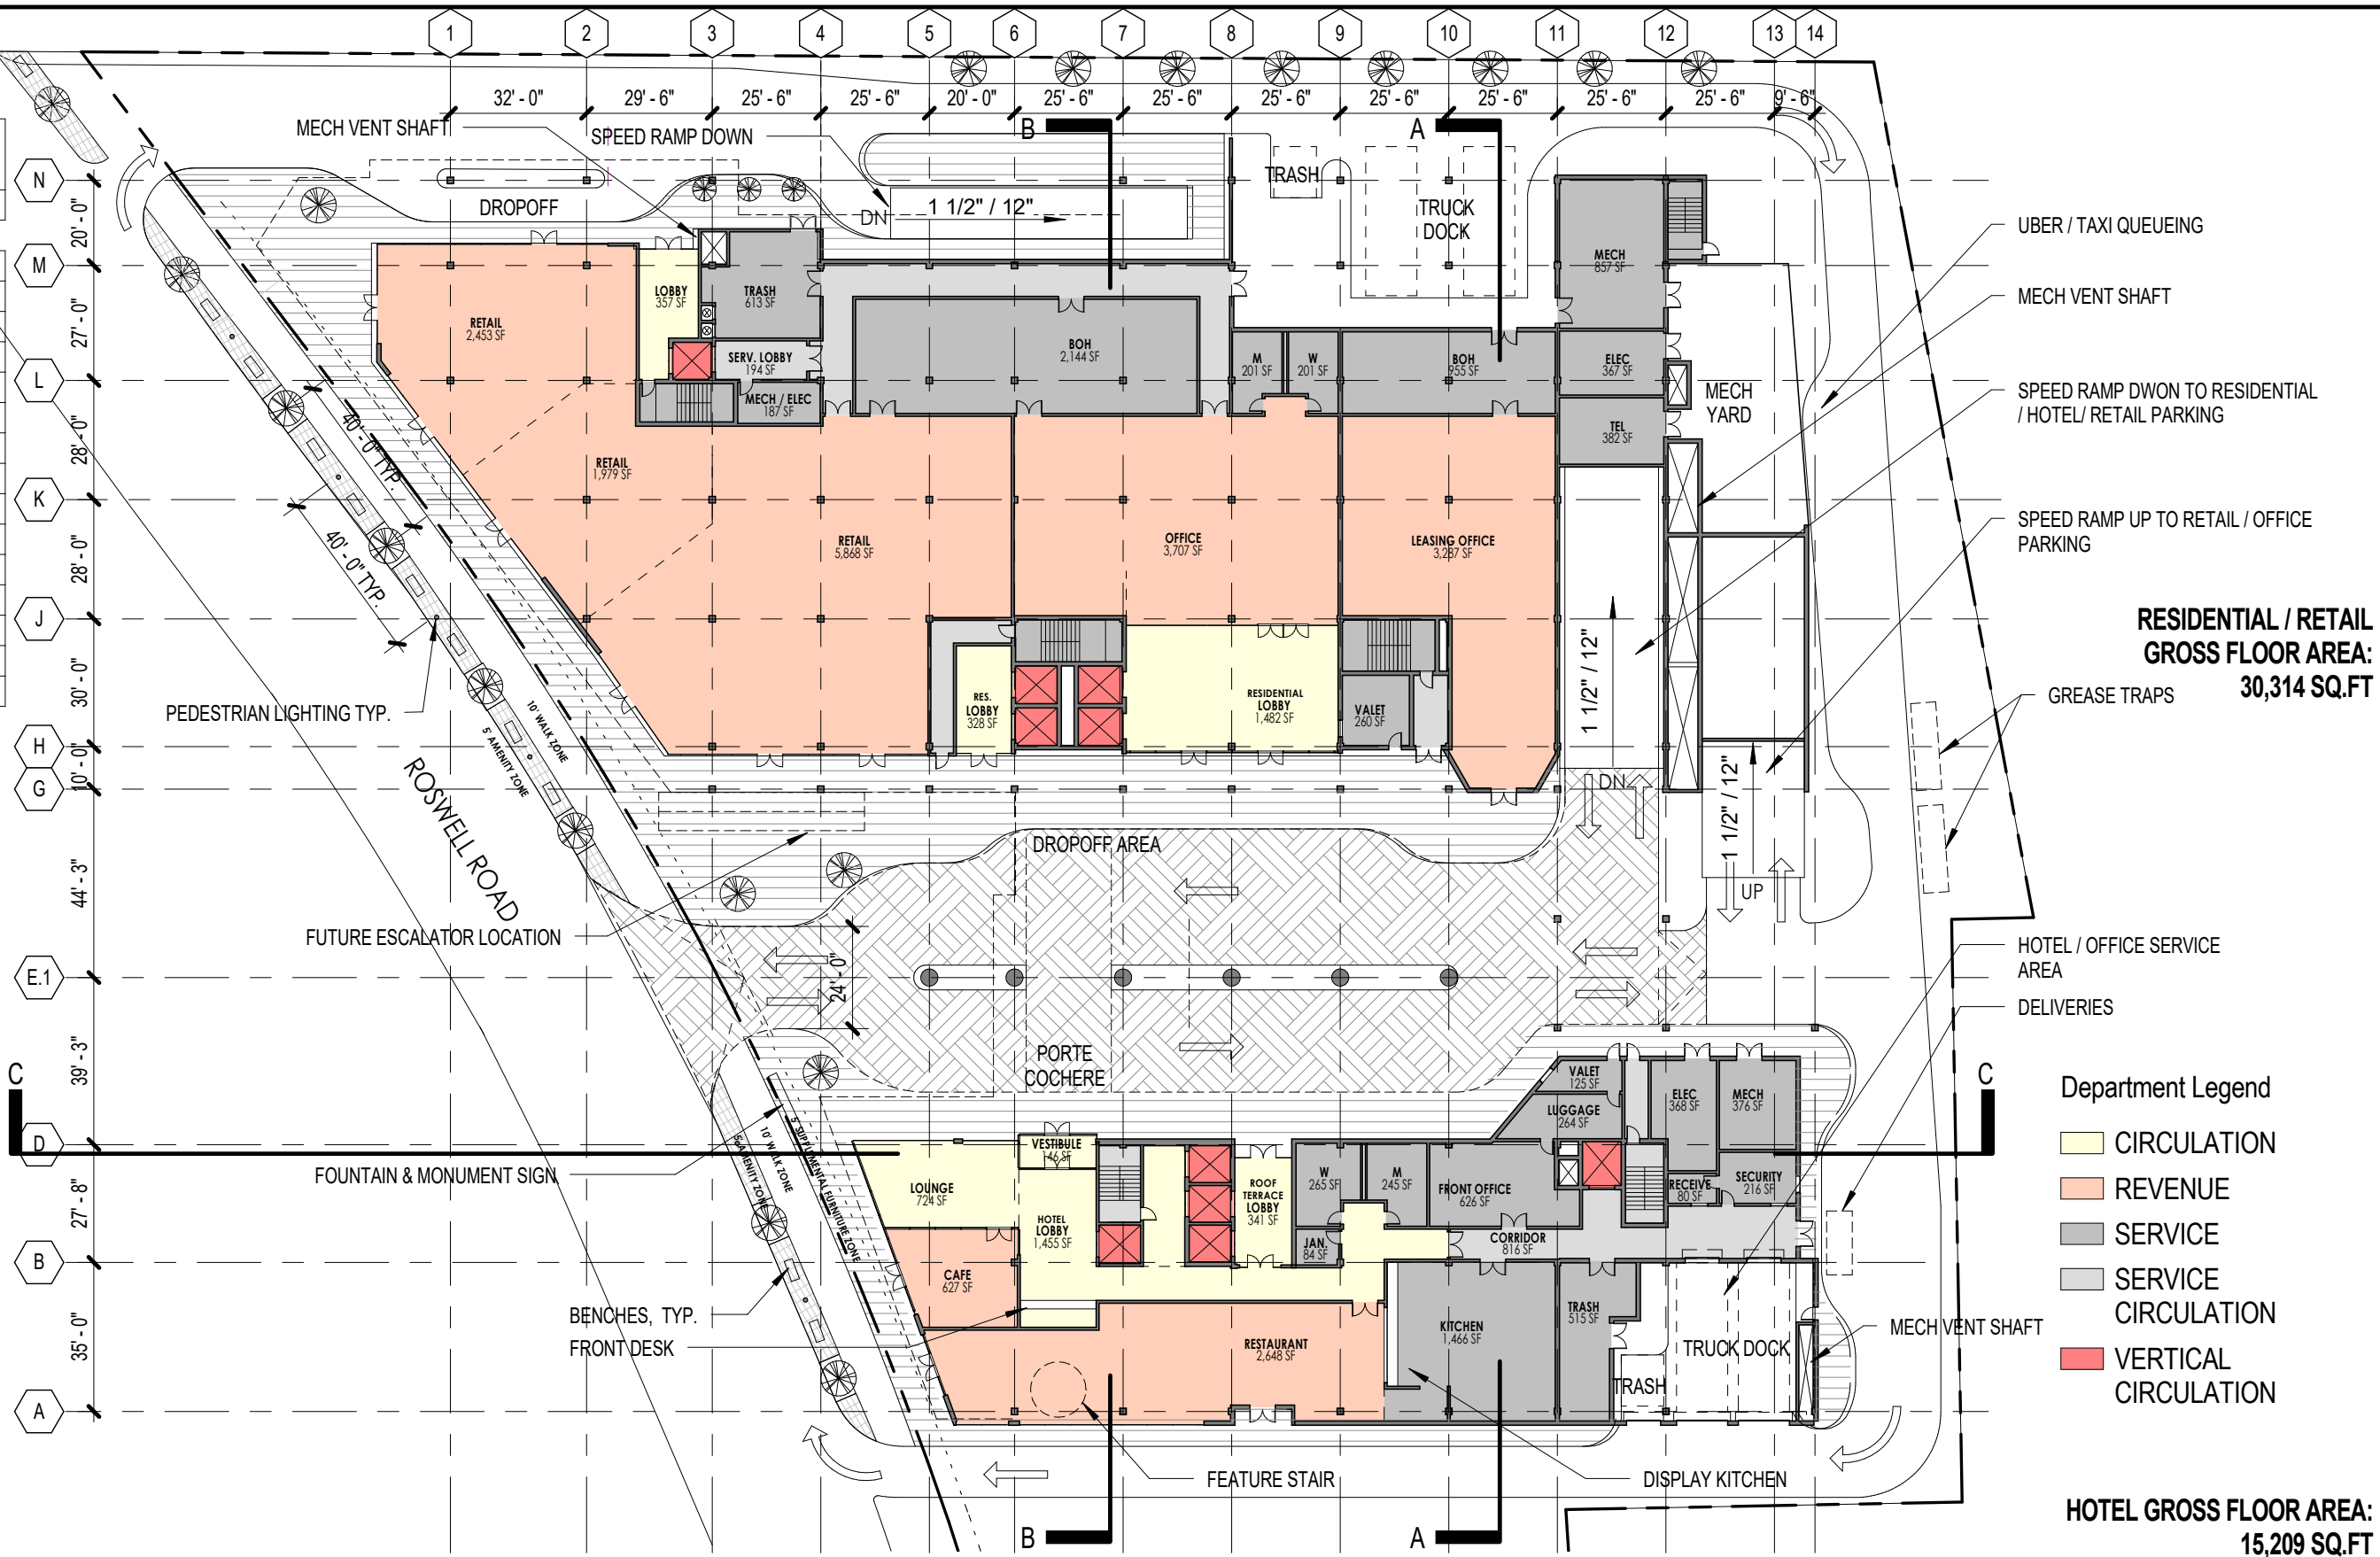 1 2 3 4 5 6 7 8 9 10 11 12 13 14
32' - 0" 29' - 6" 25' - 6" 25' - 6" 20' - 0" 25' - 6" 25' - 6" 25' - 6" 25' - 6" 25' - 6" 25' - 6" 9' - 6"
MECH VENT SHAFT
SPEED RAMP DOWN
B
A
N
M
L
K
J
H
G
E.1
D
B
A
20' - 0"
27' - 0"
28' - 0"
28' - 0"
30' - 0"
10' - 0"
44' - 3"
39' - 3"
27' - 8"
35' - 0"
DROPOFF
DN
1 1/2" / 12"
TRASH
TRUCK
DOCK
RETAIL
2,453 SF
LOBBY
357 SF
TRASH
613 SF
SERV. LOBBY
194 SF
MECH / ELEC
187 SF
BOH
2,144 SF
M
201 SF
W
201 SF
BOH
955 SF
MECH
857 SF
ELEC
367 SF
TEL
382 SF
MECH
YARD
RETAIL
1,979 SF
RETAIL
5,868 SF
OFFICE
3,707 SF
LEASING OFFICE
3,287 SF
RES.
LOBBY
328 SF
RESIDENTIAL
LOBBY
1,482 SF
VALET
260 SF
1 1/2" / 12"
DN
1 1/2" / 12"
UP
40' - 0" TYP.
40' - 0" TYP.
PEDESTRIAN LIGHTING TYP.
10' WALK ZONE
5' AMENITY ZONE
ROSWELL ROAD
FUTURE ESCALATOR LOCATION
DROPOFF AREA
24' - 0"
PORTE
COCHERE
UBER / TAXI QUEUEING
MECH VENT SHAFT
SPEED RAMP DWON TO RESIDENTIAL
/ HOTEL/ RETAIL PARKING
SPEED RAMP UP TO RETAIL / OFFICE
PARKING
RESIDENTIAL / RETAIL
GROSS FLOOR AREA:
30,314 SQ.FT
GREASE TRAPS
HOTEL / OFFICE SERVICE
AREA
DELIVERIES
C
C
FOUNTAIN & MONUMENT SIGN
5' AMENITY ZONE
10' WALK ZONE
5' SUPPLEMENTAL FURNITURE ZONE
BENCHES, TYP.
FRONT DESK
LOUNGE
724 SF
VESTIBULE
146 SF
HOTEL
LOBBY
1,455 SF
CAFE
627 SF
ROOF
TERRACE
LOBBY
341 SF
W
265 SF
M
245 SF
JAN.
84 SF
FRONT OFFICE
626 SF
CORRIDOR
816 SF
VALET
125 SF
LUGGAGE
264 SF
ELEC
368 SF
MECH
376 SF
RECEIVE
80 SF
SECURITY
216 SF
RESTAURANT
2,648 SF
KITCHEN
1,466 SF
TRASH
515 SF
TRUCK DOCK
TRASH
MECH VENT SHAFT
FEATURE STAIR
DISPLAY KITCHEN
B
A
Department Legend
CIRCULATION
REVENUE
SERVICE
SERVICE
CIRCULATION
VERTICAL
CIRCULATION
HOTEL GROSS FLOOR AREA:
15,209 SQ.FT